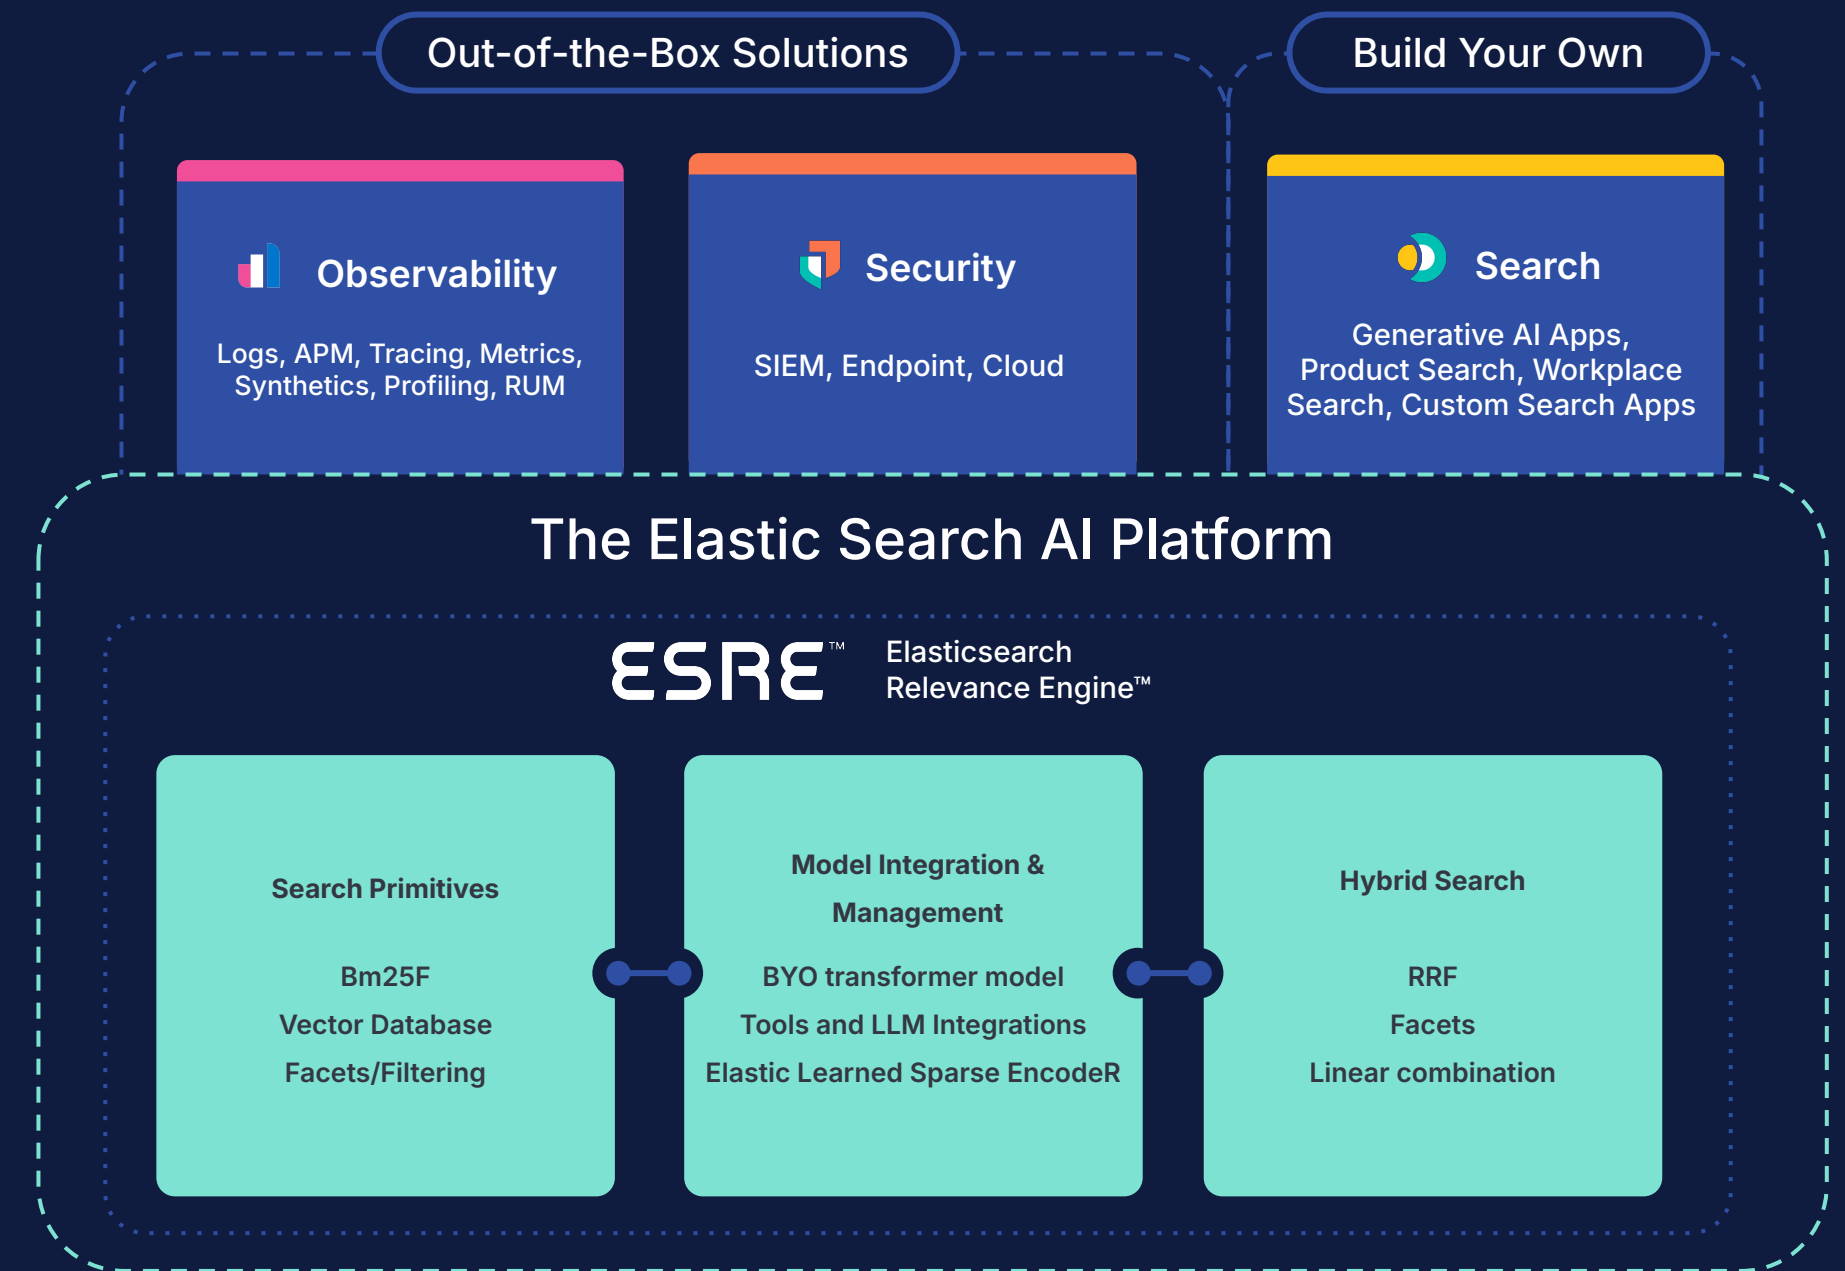 Out-of-the-Box Solutions
Build Your Own
Observability
Logs, APM, Tracing, Metrics,
Synthetics, Profiling, RUM
Security
SIEM, Endpoint, Cloud
Search
Generative AI Apps,
Product Search, Workplace
Search, Custom Search Apps
The Elastic Search AI Platform
ESRE™
Elasticsearch
Relevance Engine™
Search Primitives
Bm25F
Vector Database
Facets/Filtering
Model Integration &
Management
BYO transformer model
Tools and LLM Integrations
Elastic Learned Sparse EncodeR
Hybrid Search
RRF
Facets
Linear combination